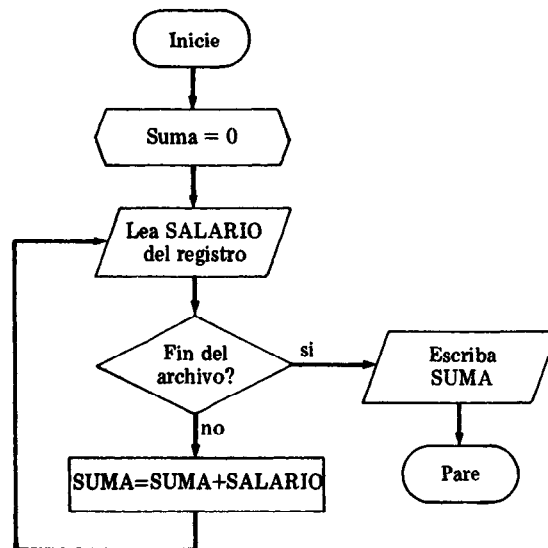 Inicie
Suma = 0
Lea SALARIO
del registro
Fin del
archivo?
si
Escriba
SUMA
no
SUMA=SUMA+SALARIO
Pare